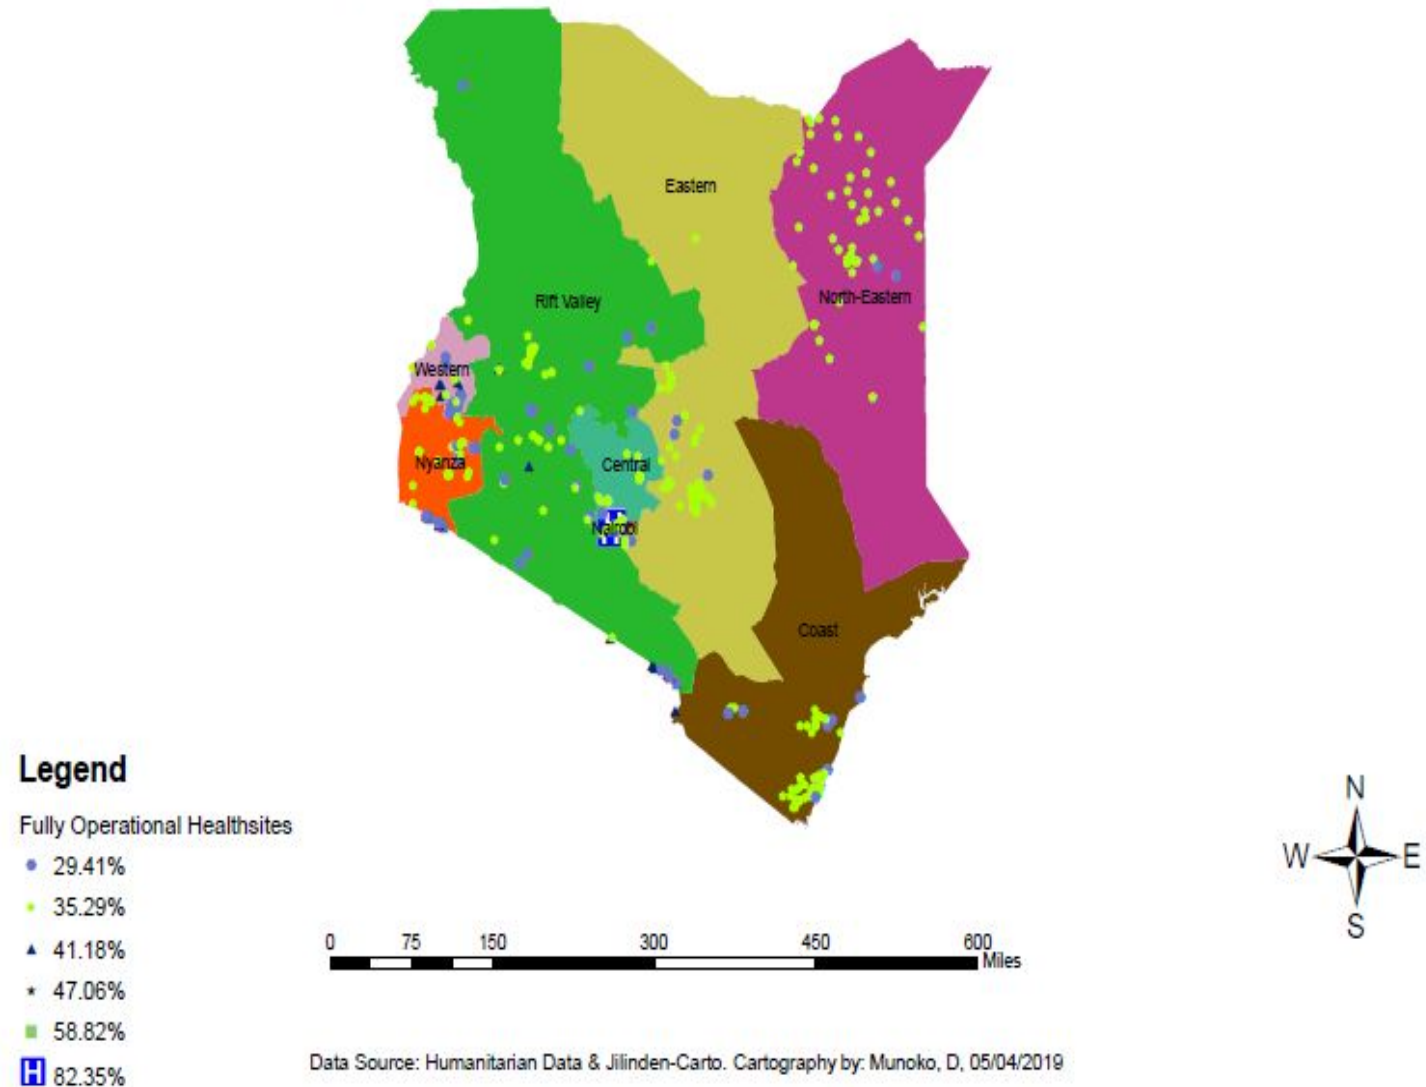 Eastern
Rift Valley
North-Eastern
Western
Nyanza
Central
Nairobi
H
Coast
Legend
Fully Operational Healthsites
29.41%
35.29%
41.18%
47.06%
58.82%
H 82.35%
0 75 150 300 450 600
Miles
N
W E
S
Data Source: Humanitarian Data & Jilinden-Carto. Cartography by: Munoko, D, 05/04/2019